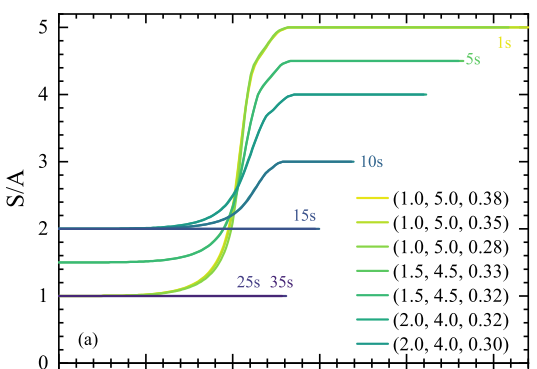 5
1s
5s
4
S/A
3
10s
(1.0, 5.0, 0.38)
15s
(1.0, 5.0, 0.35)
2
(1.0, 5.0, 0.28)
(1.5, 4.5, 0.33)
25s 35s
1
(1.5, 4.5, 0.32)
(2.0, 4.0, 0.32)
(a)
(2.0, 4.0, 0.30)
0